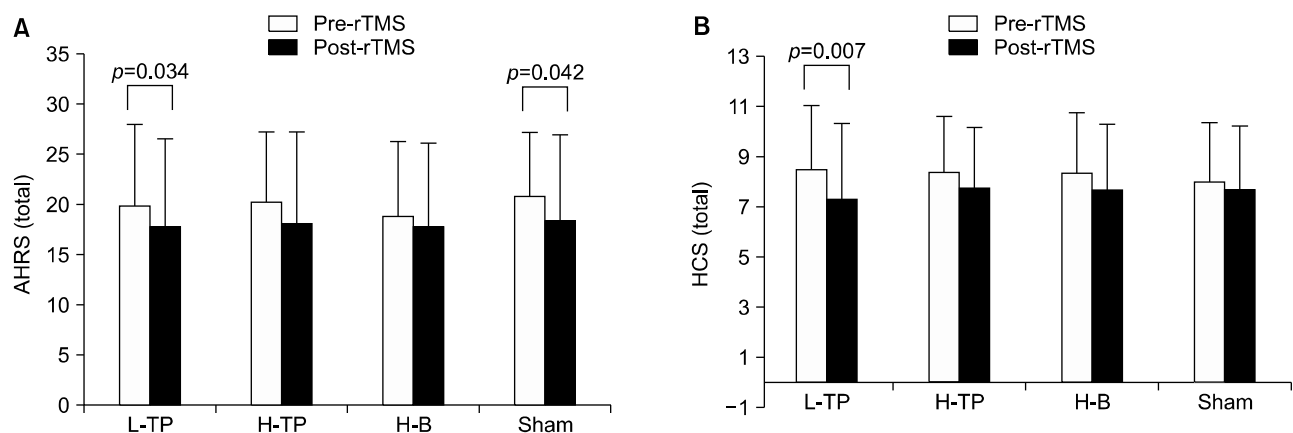 A
Pre-rTMS
Post-rTMS
35
30
25
20
15
10
5
0
AHRS (total)
p=0.034
p=0.042
L-TP
H-TP
H-B
Sham
B
Pre-rTMS
Post-rTMS
13
11
9
7
5
3
1
−1
HCS (total)
p=0.007
L-TP
H-TP
H-B
Sham